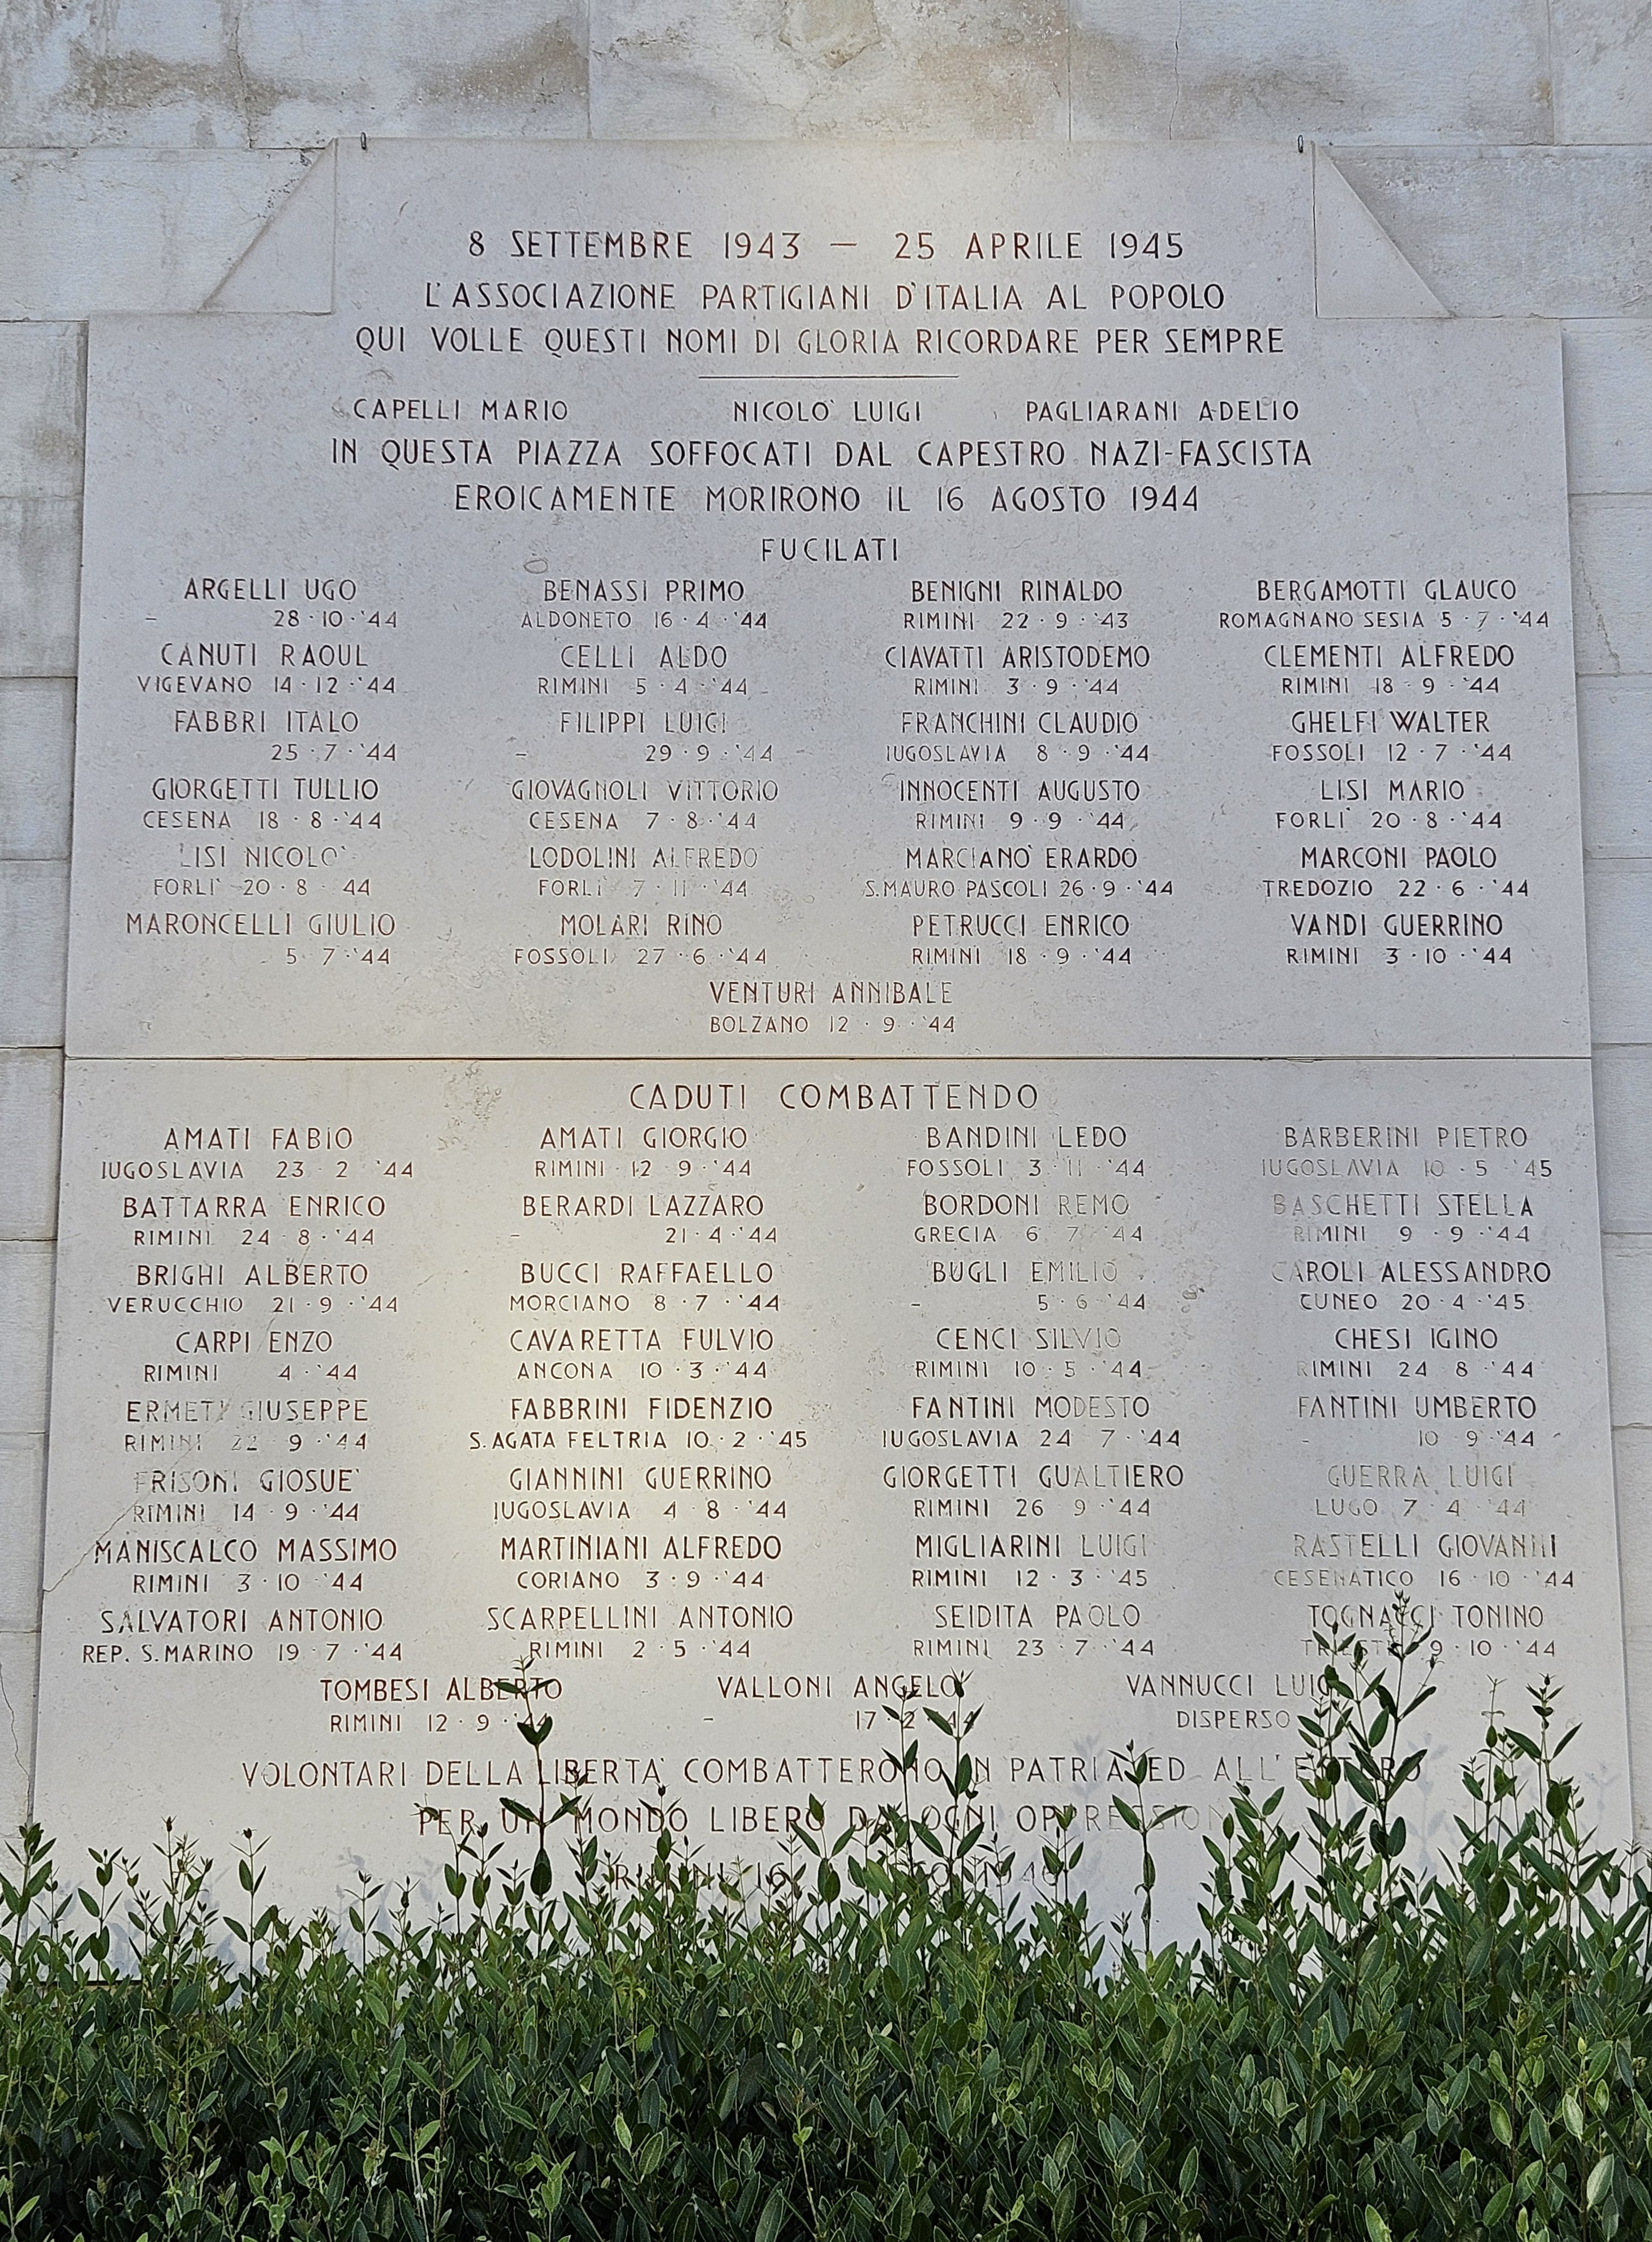 8 SETTEMBRE 1943 — 25 APRILE 1945
L'ASSOCIAZIONE PARTIGIANI D'ITALIA AL POPOLO
QUI VOLLE QUESTI NOMI DI GLORIA RICORDARE PER SEMPRE
CAPELLI MARIO NICOLO' LUIGI PAGLIARANI ADELIO
IN QUESTA PIAZZA SOFFOCATI DAL CAPESTRO NAZI-FASCISTA
EROICAMENTE MORIRONO IL 16 AGOSTO 1944
FUCILATI
ARGELLI UGO BENASSI PRIMO BENIGNI RINALDO BERGAMOTTI GLAUCO
- 28·10·'44 ALDONETO 16·4·'44 RIMINI 22·9·'43 ROMAGNANO SESIA 5·7·'44
CANUTI RAOUL CELLI ALDO CIAVATTI ARISTODEMO CLEMENTI ALFREDO
VIGEVANO 14·12·'44 RIMINI 5·4·'44 RIMINI 3·9·'44 RIMINI 18·9·'44
FABBRI ITALO FILIPPI LUIGI FRANCHINI CLAUDIO GHELFI WALTER
25·7·'44 - 29·9·'44 IUGOSLAVIA 8·9·'44 FOSSOLI 12·7·'44
GIORGETTI TULLIO GIOVAGNOLI VITTORIO INNOCENTI AUGUSTO LISI MARIO
CESENA 18·8·'44 CESENA 7·8·'44 RIMINI 9·9·'44 FORLI' 20·8·'44
LISI NICOLO' LODOLINI ALFREDO MARCIANO' ERARDO MARCONI PAOLO
FORLI' 20·8·44 FORLI' 7·11·'44 S.MAURO PASCOLI 26·9·'44 TREDOZIO 22·6·'44
MARONCELLI GIULIO MOLARI RINO PETRUCCI ENRICO VANDI GUERRINO
5·7·'44 FOSSOLI 27·6·'44 RIMINI 18·9·'44 RIMINI 3·10·'44
VENTURI ANNIBALE
BOLZANO 12·9·'44
CADUTI COMBATTENDO
AMATI FABIO AMATI GIORGIO BANDINI LEDO BARBERINI PIETRO
IUGOSLAVIA 23·2·'44 RIMINI·12·9·'44 FOSSOLI 3·11·'44 IUGOSLAVIA 10·5·'45
BATTARRA ENRICO BERARDI LAZZARO BORDONI REMO BASCHETTI STELLA
RIMINI 24·8·'44 - 21·4·'44 GRECIA 6·7·'44 RIMINI 9·9·'44
BRIGHI ALBERTO BUCCI RAFFAELLO BUGLI EMILIO CAROLI ALESSANDRO
VERUCCHIO 21·9·'44 MORCIANO 8·7·'44 - 5·6·'44 CUNEO 20·4·'45
CARPI ENZO CAVARETTA FULVIO CENCI SILVIO CHESI IGINO
RIMINI 4·'44 ANCONA 10·3·'44 RIMINI 10·5·'44 RIMINI 24·8·'44
ERMETI GIUSEPPE FABBRINI FIDENZIO FANTINI MODESTO FANTINI UMBERTO
RIMINI 22·9·'44 S.AGATA FELTRIA 10·2·'45 IUGOSLAVIA 24·7·'44 - 10·9·'44
FRISONI GIOSUE' GIANNINI GUERRINO GIORGETTI GUALTIERO GUERRA LUIGI
RIMINI 14·9·'44 IUGOSLAVIA 4·8·'44 RIMINI 26·9·'44 LUGO 7·4·'44
MANISCALCO MASSIMO MARTINIANI ALFREDO MIGLIARINI LUIGI RASTELLI GIOVANNI
RIMINI 3·10·'44 CORIANO 3·9·'44 RIMINI 12·3·'45 CESENATICO 16·10·'44
SALVATORI ANTONIO SCARPELLINI ANTONIO SEIDITA PAOLO TOGNACCI TONINO
REP. S.MARINO 19·7·'44 RIMINI 2·5·'44 RIMINI 23·7·'44 TRIESTE 9·10·'44
TOMBESI ALBERTO VALLONI ANGELO VANNUCCI LUIGI
RIMINI 12·9·'44 - 17·2·'44 DISPERSO
VOLONTARI DELLA LIBERTA' COMBATTERONO IN PATRIA ED ALL'ESTERO
PER UN MONDO LIBERO DA OGNI OPPRESSIONE
RIMINI 16 1946